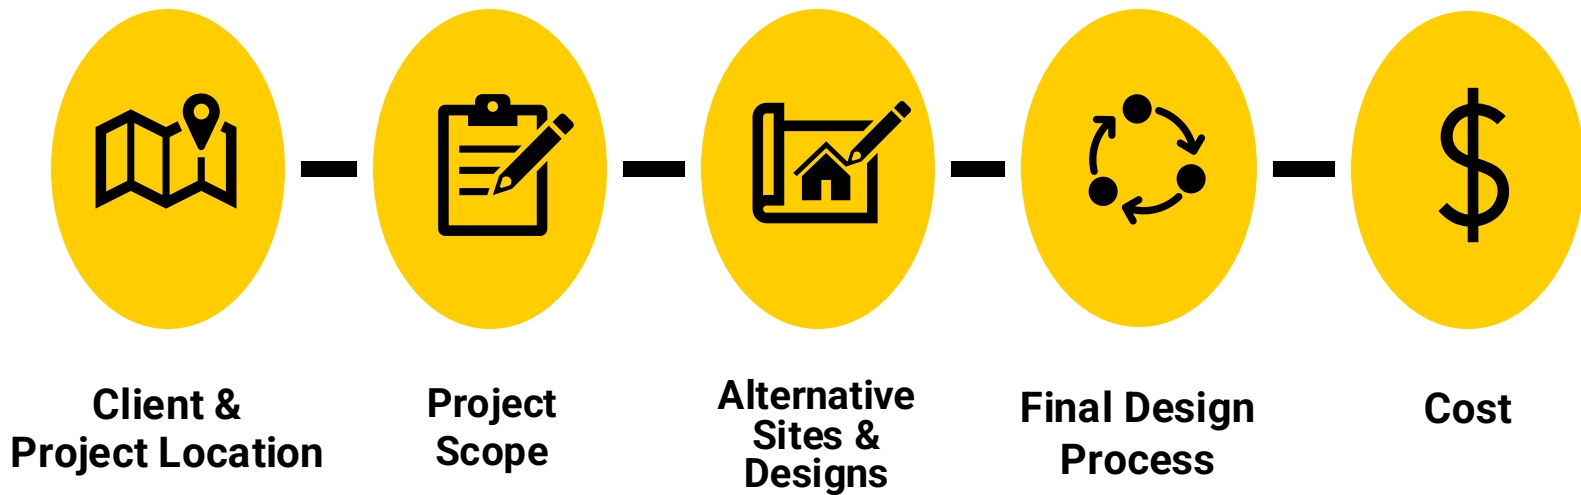 Client &
Project Location
Project
Scope
Alternative
Sites &
Designs
Final Design
Process
Cost